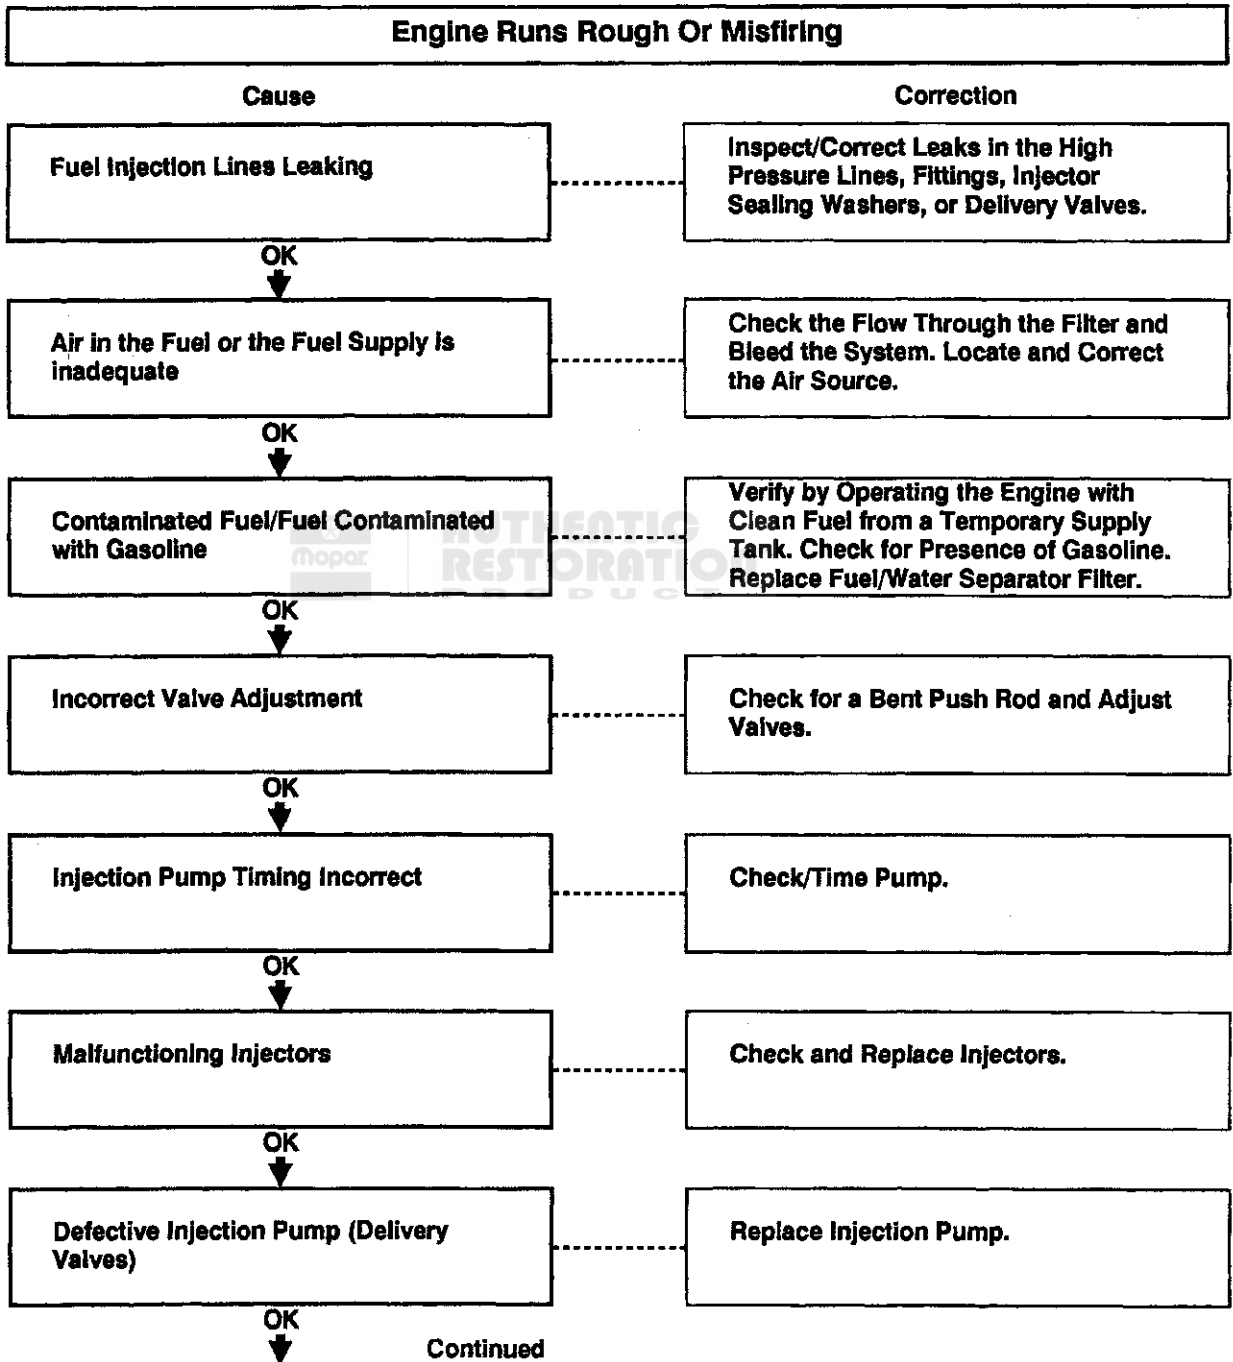 Engine Runs Rough Or Misfiring
Cause
Correction
Fuel Injection Lines Leaking
Inspect/Correct Leaks in the High
Pressure Lines, Fittings, Injector
Sealing Washers, or Delivery Valves.
OK
Air in the Fuel or the Fuel Supply is
inadequate
Check the Flow Through the Filter and
Bleed the System. Locate and Correct
the Air Source.
OK
Contaminated Fuel/Fuel Contaminated
with Gasoline
Verify by Operating the Engine with
Clean Fuel from a Temporary Supply
Tank. Check for Presence of Gasoline.
Replace Fuel/Water Separator Filter.
Mopar
AUTHENTIC
RESTORATION
PRODUCT
OK
Incorrect Valve Adjustment
Check for a Bent Push Rod and Adjust
Valves.
OK
Injection Pump Timing Incorrect
Check/Time Pump.
OK
Malfunctioning Injectors
Check and Replace Injectors.
OK
Defective Injection Pump (Delivery
Valves)
Replace Injection Pump.
OK
Continued